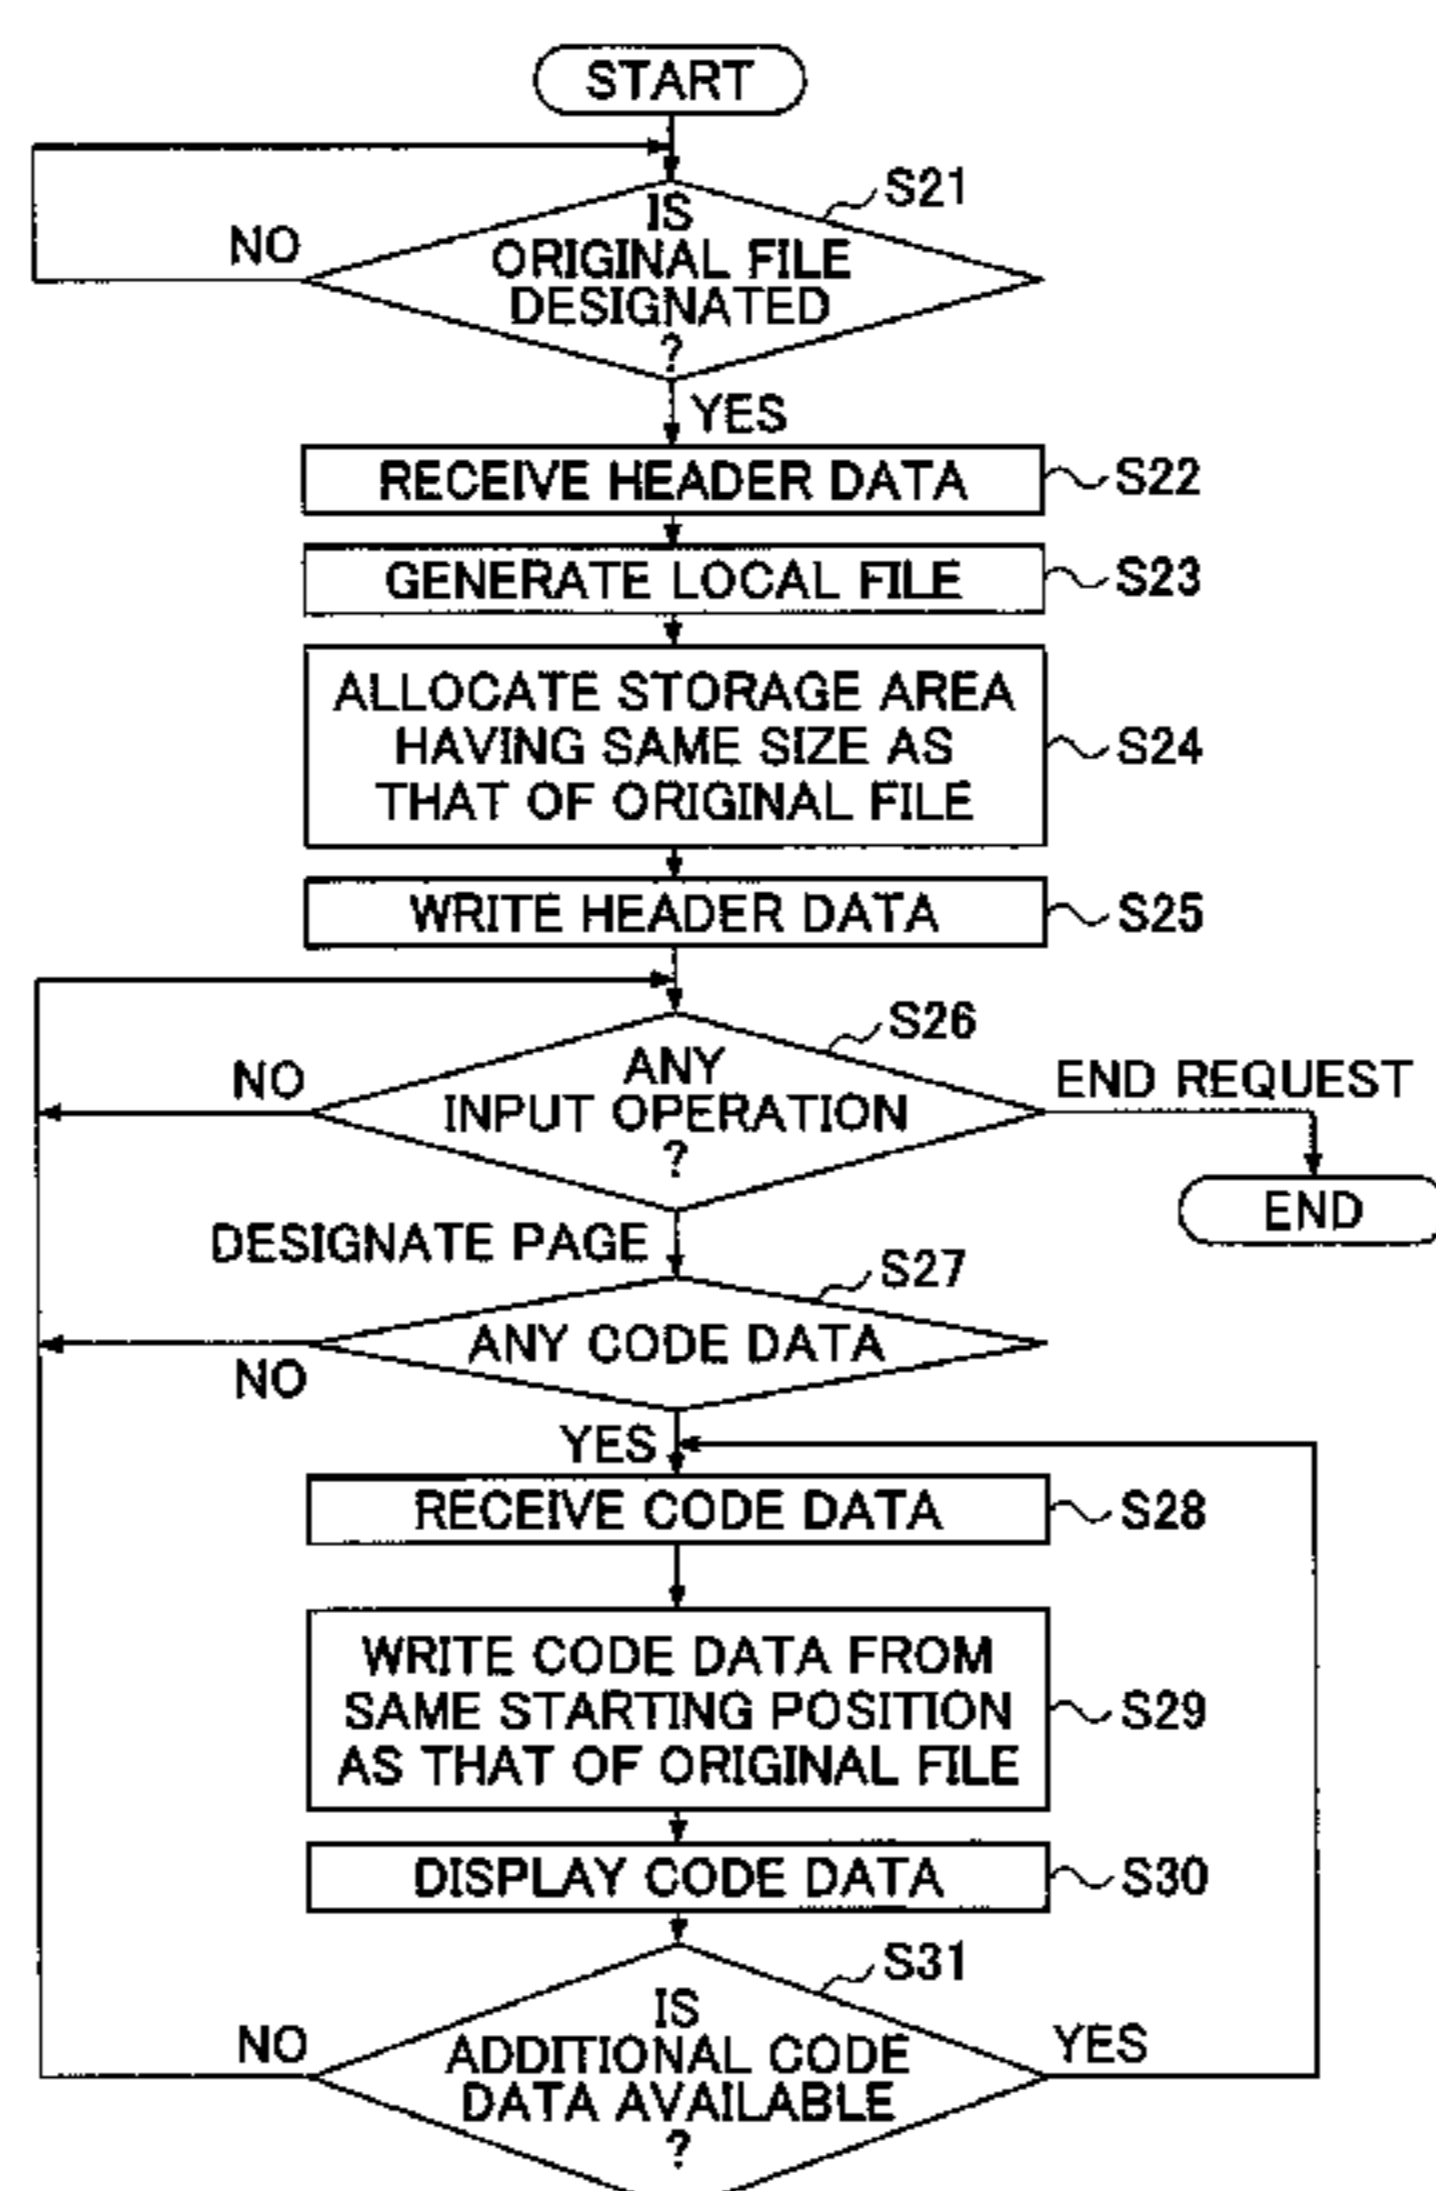 START
S21
NO
IS
ORIGINAL FILE
DESIGNATED
?
YES
RECEIVE HEADER DATA
S22
GENERATE LOCAL FILE
S23
ALLOCATE STORAGE AREA
HAVING SAME SIZE AS
THAT OF ORIGINAL FILE
S24
WRITE HEADER DATA
S25
S26
NO
ANY
INPUT OPERATION
?
END REQUEST
END
DESIGNATE PAGE
S27
ANY CODE DATA
NO
YES
RECEIVE CODE DATA
S28
WRITE CODE DATA FROM
SAME STARTING POSITION
AS THAT OF ORIGINAL FILE
S29
DISPLAY CODE DATA
S30
S31
NO
IS
ADDITIONAL CODE
DATA AVAILABLE
?
YES